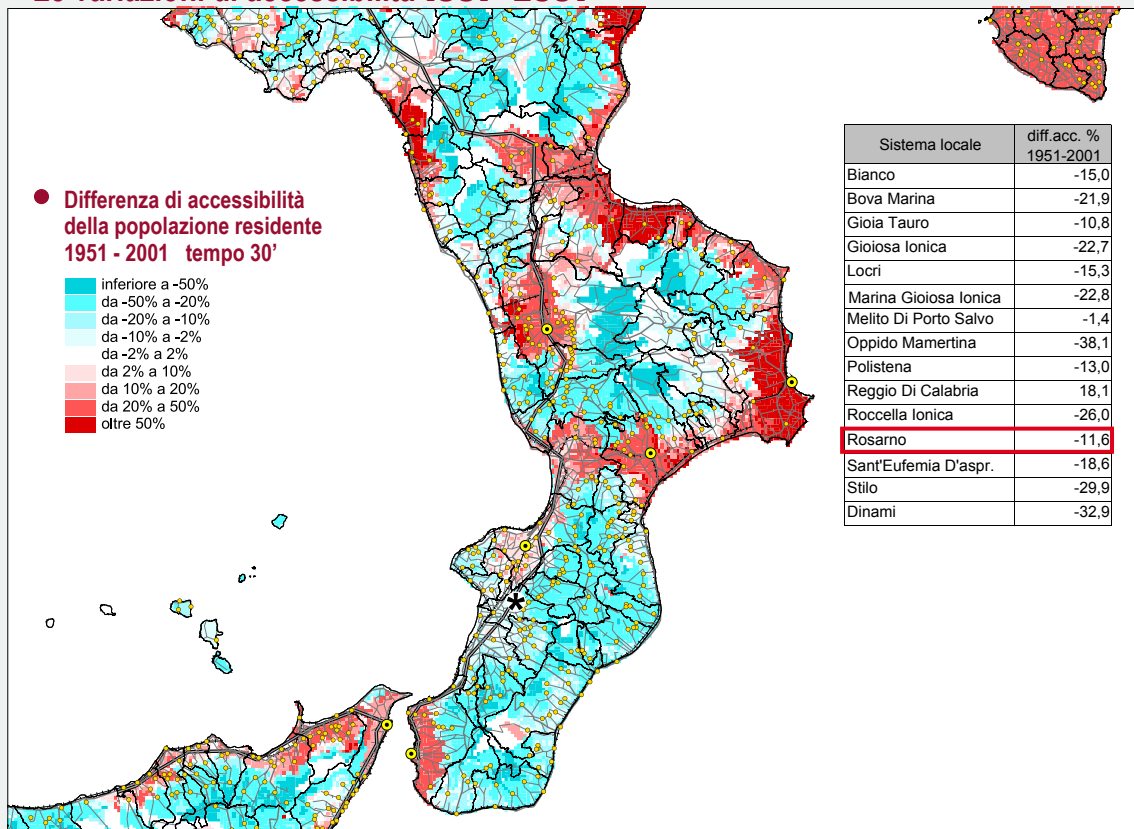 Differenza di accessibilità
della popolazione residente
1951 - 2001 tempo 30'
inferiore a -50%
da -50% a -20%
da -20% a -10%
da -10% a -2%
da -2% a 2%
da 2% a 10%
da 10% a 20%
da 20% a 50%
oltre 50%
Sistema locale diff.acc. %
1951-2001
Bianco -15,0
Bova Marina -21,9
Gioia Tauro -10,8
Gioiosa Ionica -22,7
Locri -15,3
Marina Gioiosa Ionica -22,8
Melito Di Porto Salvo -1,4
Oppido Mamertina -38,1
Polistena -13,0
Reggio Di Calabria 18,1
Roccella Ionica -26,0
Rosarno -11,6
Sant'Eufemia D'aspr. -18,6
Stilo -29,9
Dinami -32,9
*